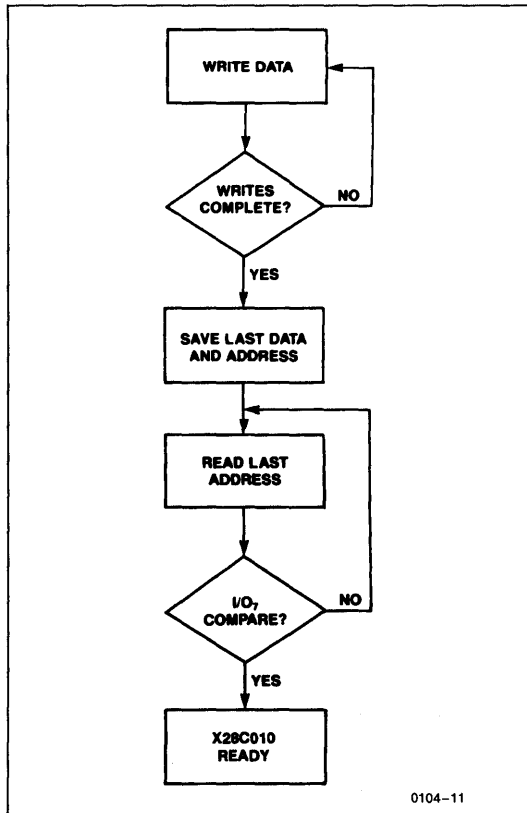 WRITE DATA
WRITES
COMPLETE?
NO
YES
SAVE LAST DATA
AND ADDRESS
READ LAST
ADDRESS
I/O₇
COMPARE?
NO
YES
X28C010
READY
0104–11